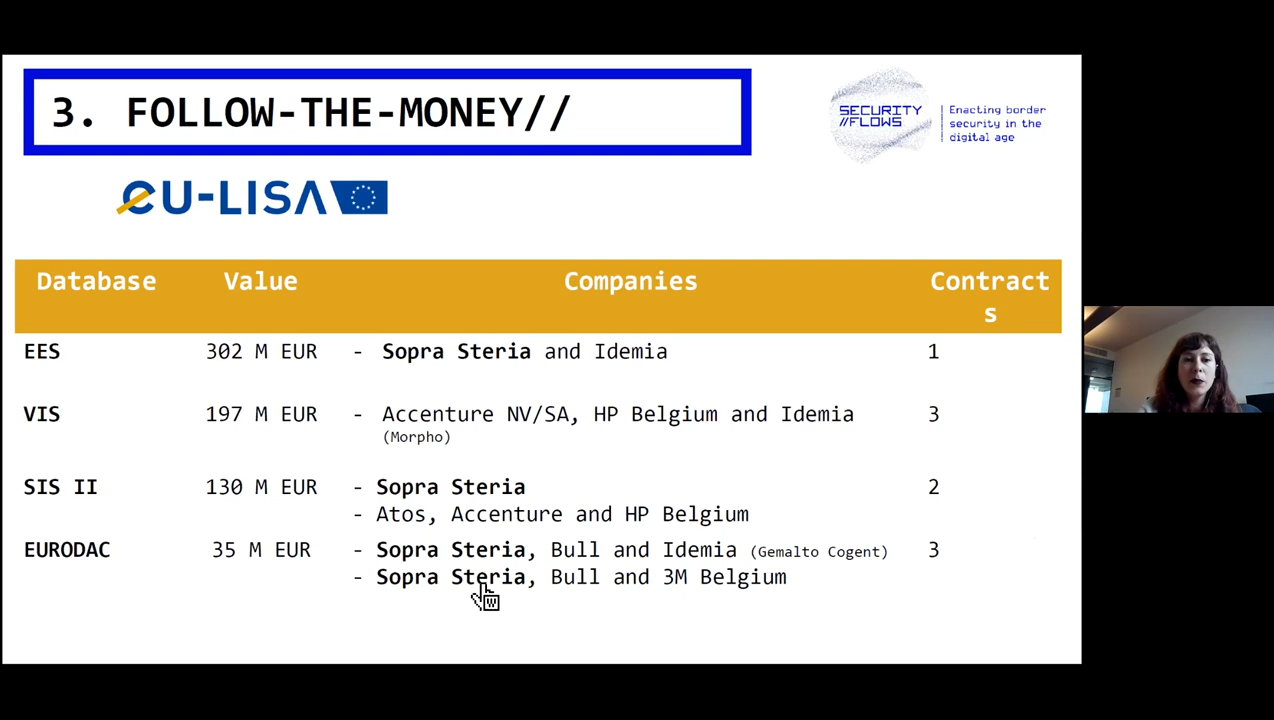 3. FOLLOW-THE-MONEY//
SECURITY
//FLOWS
Enacting border
security in the
digital age
eu-LISA
Database Value Companies Contract
s
EES 302 M EUR - Sopra Steria and Idemia 1
VIS 197 M EUR - Accenture NV/SA, HP Belgium and Idemia 3
(Morpho)
SIS II 130 M EUR - Sopra Steria 2
- Atos, Accenture and HP Belgium
EURODAC 35 M EUR - Sopra Steria, Bull and Idemia (Gemalto Cogent) 3
- Sopra Steria, Bull and 3M Belgium